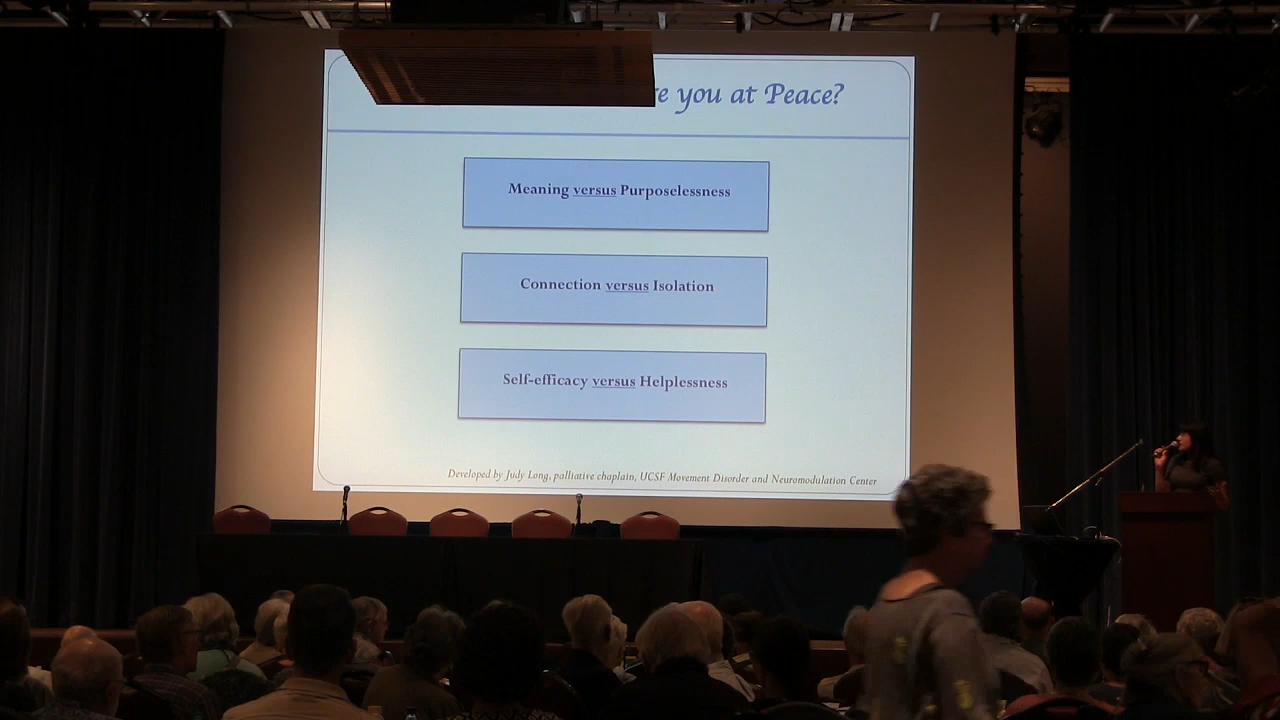 you at Peace?
Meaning versus Purposelessness
Connection versus Isolation
Self-efficacy versus Helplessness
Developed by Judy Long, palliative chaplain, UCSF Movement Disorder and Neuromodulation Center